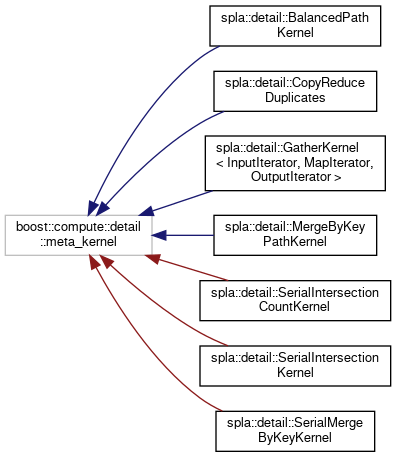 spla::detail::BalancedPath
Kernel
spla::detail::CopyReduce
Duplicates
spla::detail::GatherKernel
< InputIterator, MapIterator,
OutputIterator >
boost::compute::detail
::meta_kernel
spla::detail::MergeByKey
PathKernel
spla::detail::SerialIntersection
CountKernel
spla::detail::SerialIntersection
Kernel
spla::detail::SerialMerge
ByKeyKernel